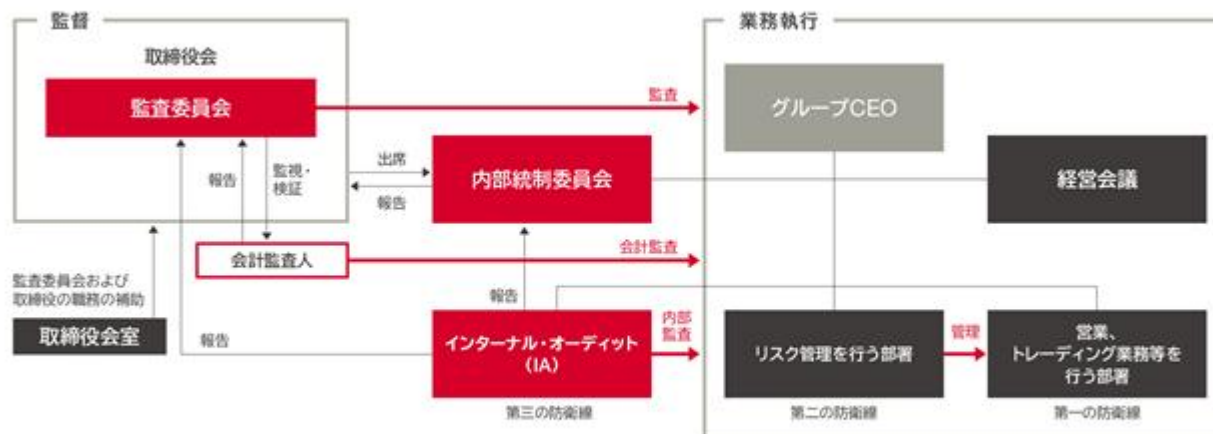 監督
取締役会
監査委員会
報告
監視・
検証
会計監査人
監査委員会および
取締役の職務の補助
取締役会室
報告
監査
出席
報告
内部統制委員会
会計監査
報告
インターナル・オーディット
(IA)
第三の防衛線
内部
監査
業務執行
グループCEO
経営会議
リスク管理を行う部署
第二の防衛線
管理
営業、
トレーディング業務等を
行う部署
第一の防衛線